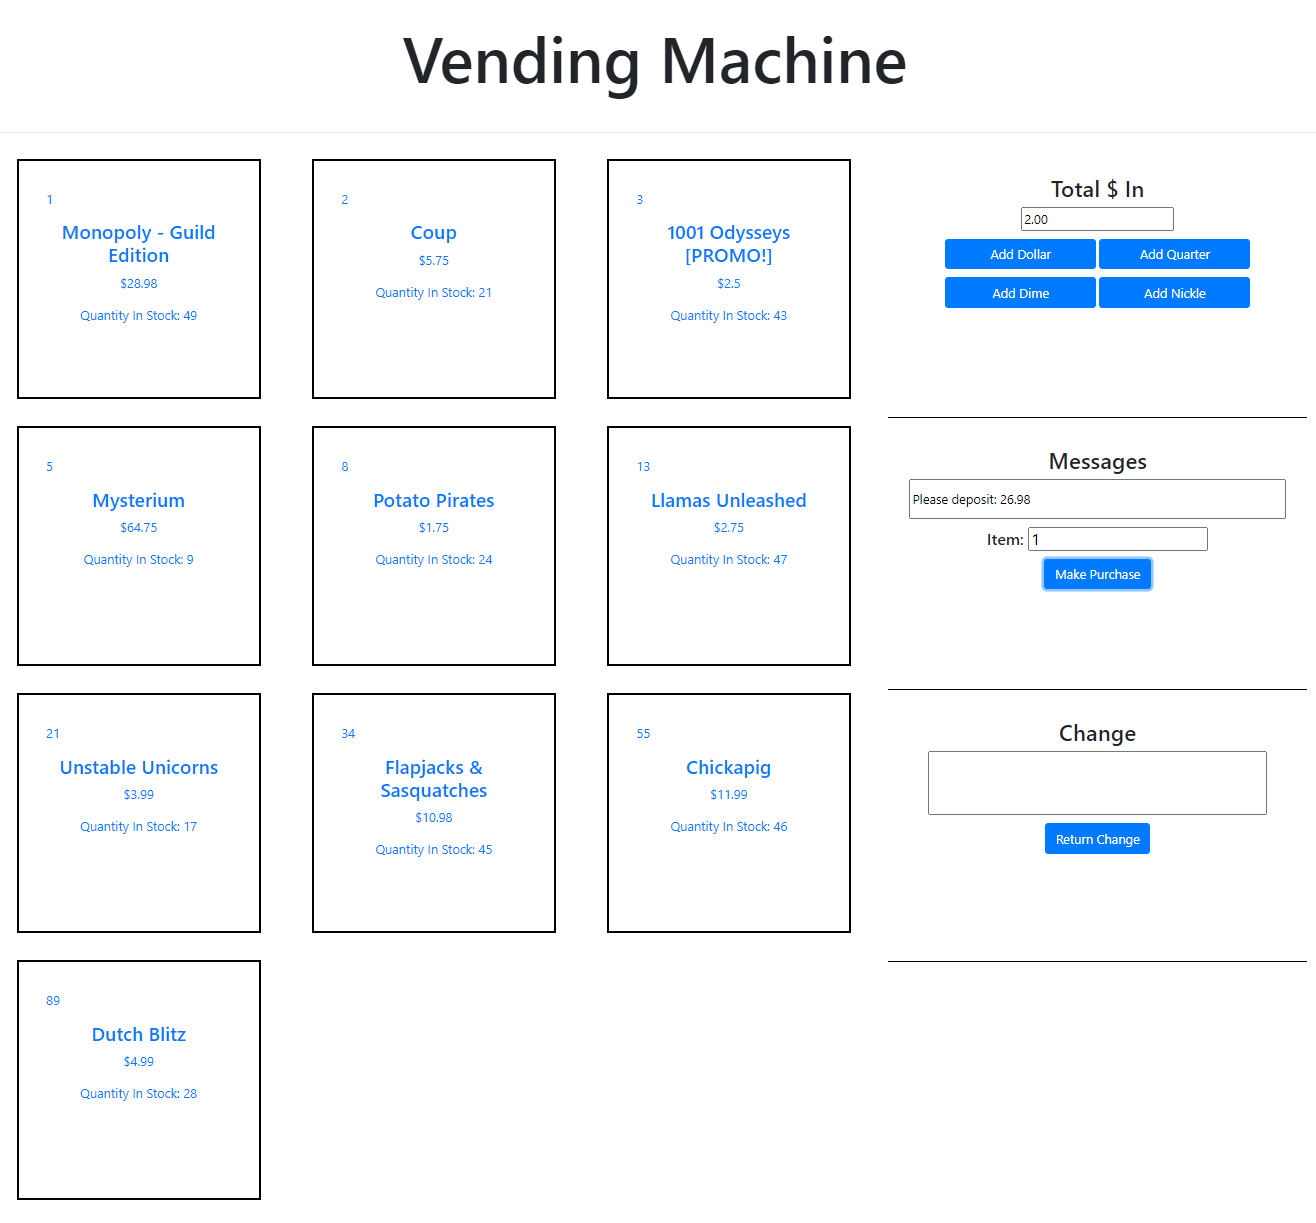 Vending Machine
1
Monopoly - Guild
Edition
$28.98
Quantity In Stock: 49
2
Coup
$5.75
Quantity In Stock: 21
3
1001 Odysseys
[PROMO!]
$2.5
Quantity In Stock: 43
Total $ In
2.00
Add Dollar
Add Quarter
Add Dime
Add Nickle
5
Mysterium
$64.75
Quantity In Stock: 9
8
Potato Pirates
$1.75
Quantity In Stock: 24
13
Llamas Unleashed
$2.75
Quantity In Stock: 47
Messages
Please deposit: 26.98
Item: 1
Make Purchase
21
Unstable Unicorns
$3.99
Quantity In Stock: 17
34
Flapjacks &
Sasquatches
$10.98
Quantity In Stock: 45
55
Chickapig
$11.99
Quantity In Stock: 46
Change
Return Change
89
Dutch Blitz
$4.99
Quantity In Stock: 28